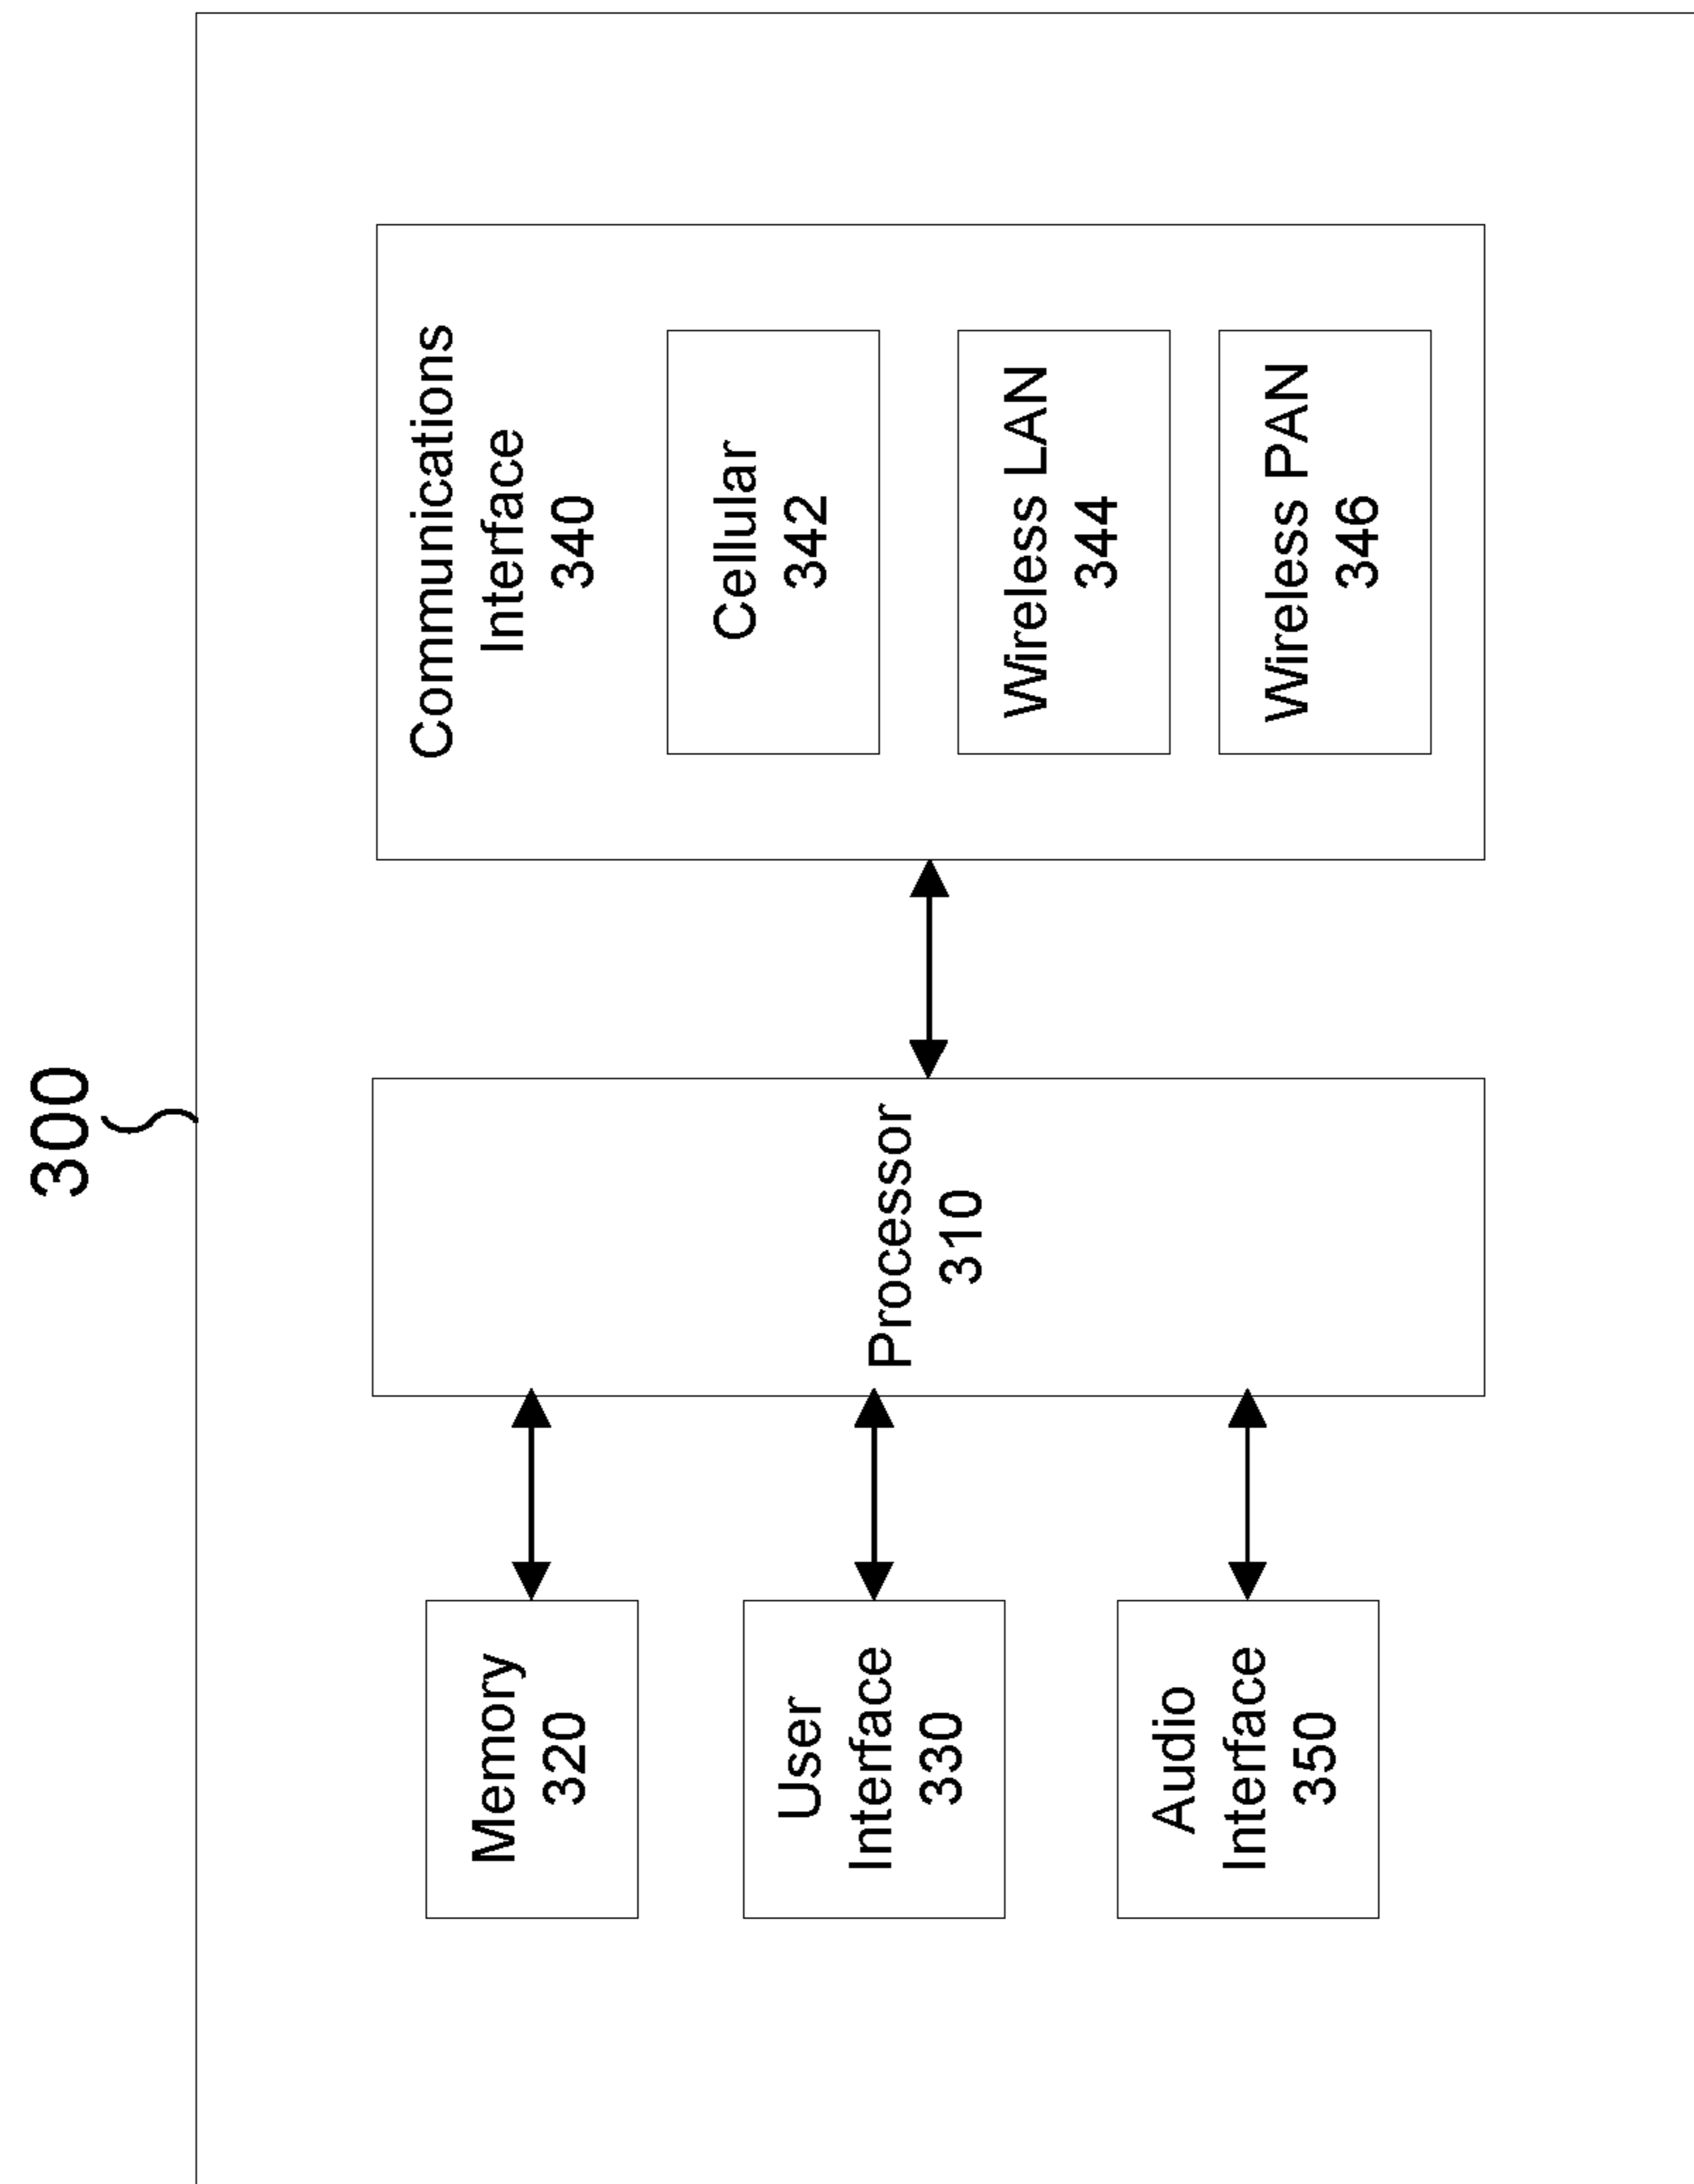 300
Memory
320
User
Interface
330
Audio
Interface
350
Processor
310
Communications
Interface
340
Cellular
342
Wireless LAN
344
Wireless PAN
346